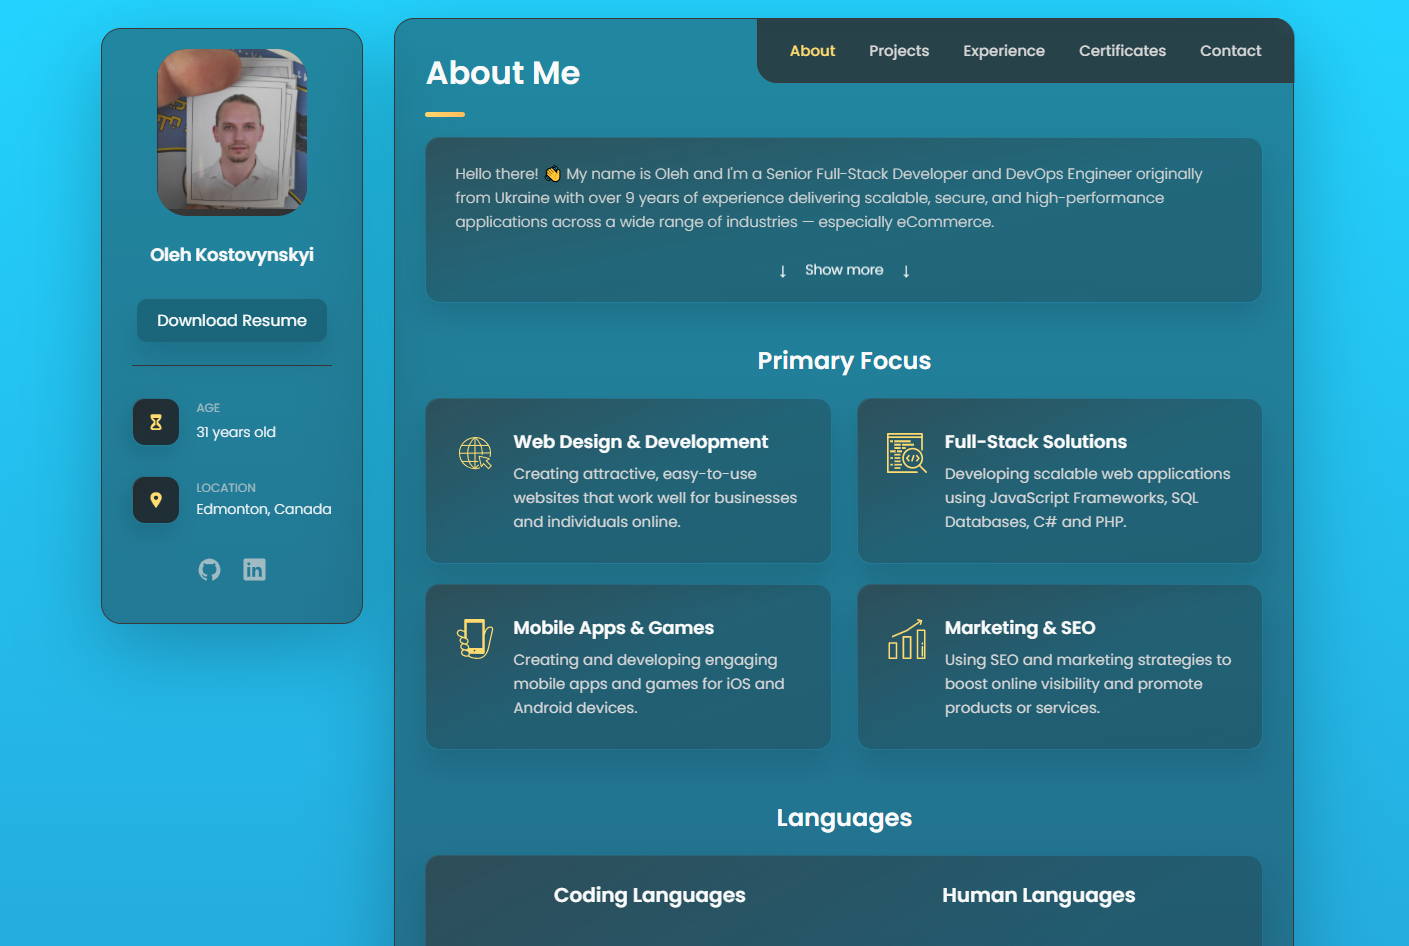 Oleh Kostovynskyi
Download Resume
AGE
31 years old
LOCATION
Edmonton, Canada
About
Projects
Experience
Certificates
Contact
About Me
Hello there! 👋 My name is Oleh and I'm a Senior Full-Stack Developer and DevOps Engineer originally
from Ukraine with over 9 years of experience delivering scalable, secure, and high-performance
applications across a wide range of industries — especially eCommerce.
↓ Show more ↓
Primary Focus
Web Design & Development
Creating attractive, easy-to-use
websites that work well for businesses
and individuals online.
Full-Stack Solutions
Developing scalable web applications
using JavaScript Frameworks, SQL
Databases, C# and PHP.
Mobile Apps & Games
Creating and developing engaging
mobile apps and games for iOS and
Android devices.
Marketing & SEO
Using SEO and marketing strategies to
boost online visibility and promote
products or services.
Languages
Coding Languages
Human Languages